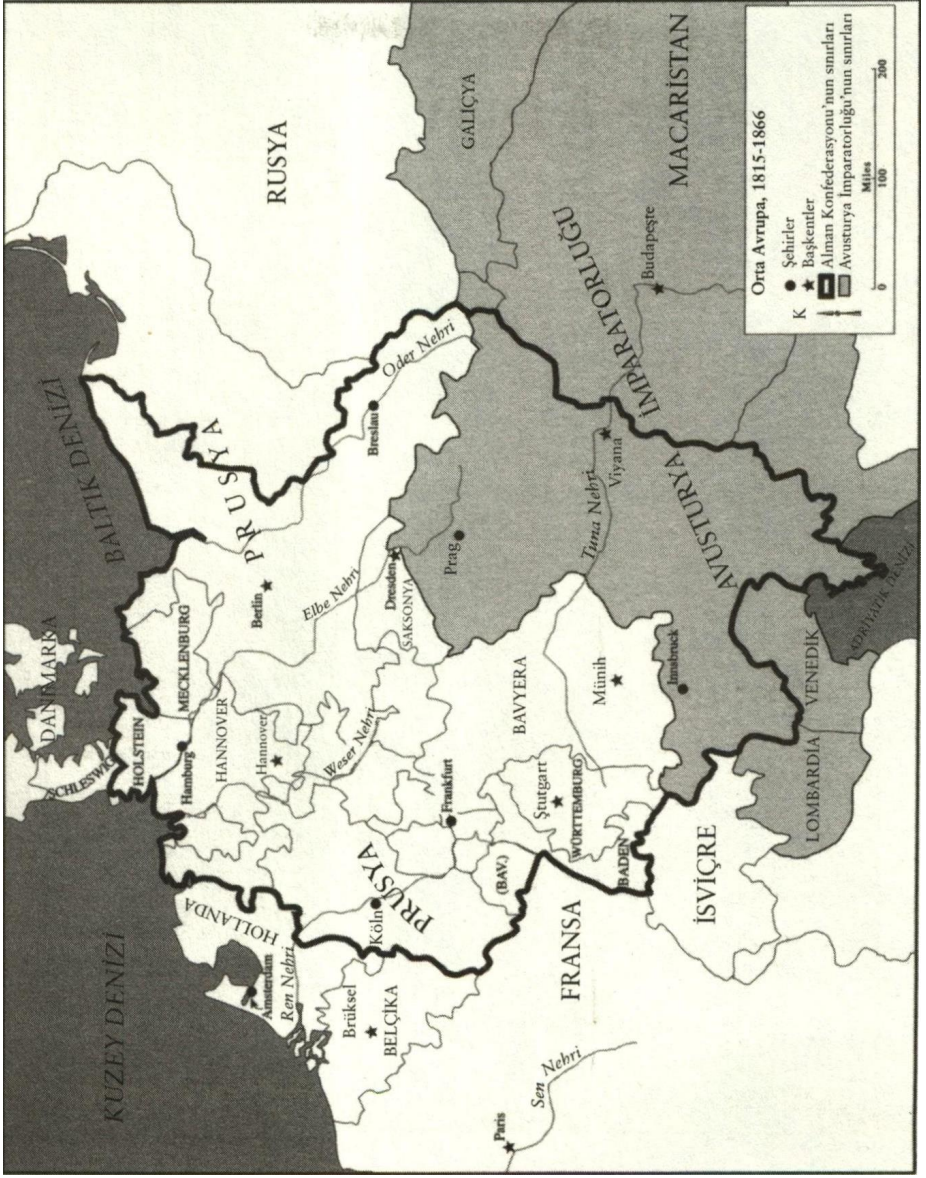 KUZEY DENİZİ
BALTIK DENİZİ
DANİMARKA
SCHLESWIG
HOLSTEIN
MECKLENBURG
Hamburg
HANNOVER
Hannover
Berlin
PRUSYA
RUSYA
HOLLANDA
Amsterdam
Ren Nehri
Weser Nehri
Elbe Nehri
Oder Nehri
Breslau
Brüksel
BELÇİKA
Köln
PRUSYA
Frankfurt
Dresden
SAKSONYA
Prag
GALİÇYA
Paris
Sen Nehri
FRANSA
(BAV.)
BAVYERA
Ştutgart
WÜRTTEMBURG
BADEN
Münih
Tuna Nehri
Viyana
Budapeşte
MACARİSTAN
AVUSTURYA İMPARATORLUĞU
Innsbruck
İSVİÇRE
LOMBARDİA
VENEDİK
ADRİYATİK DENİZİ
Orta Avrupa, 1815-1866
K
Şehirler
Başkentler
Alman Konfederasyonu'nun sınırları
Avusturya İmparatorluğu'nun sınırları
Miles
0 100 200